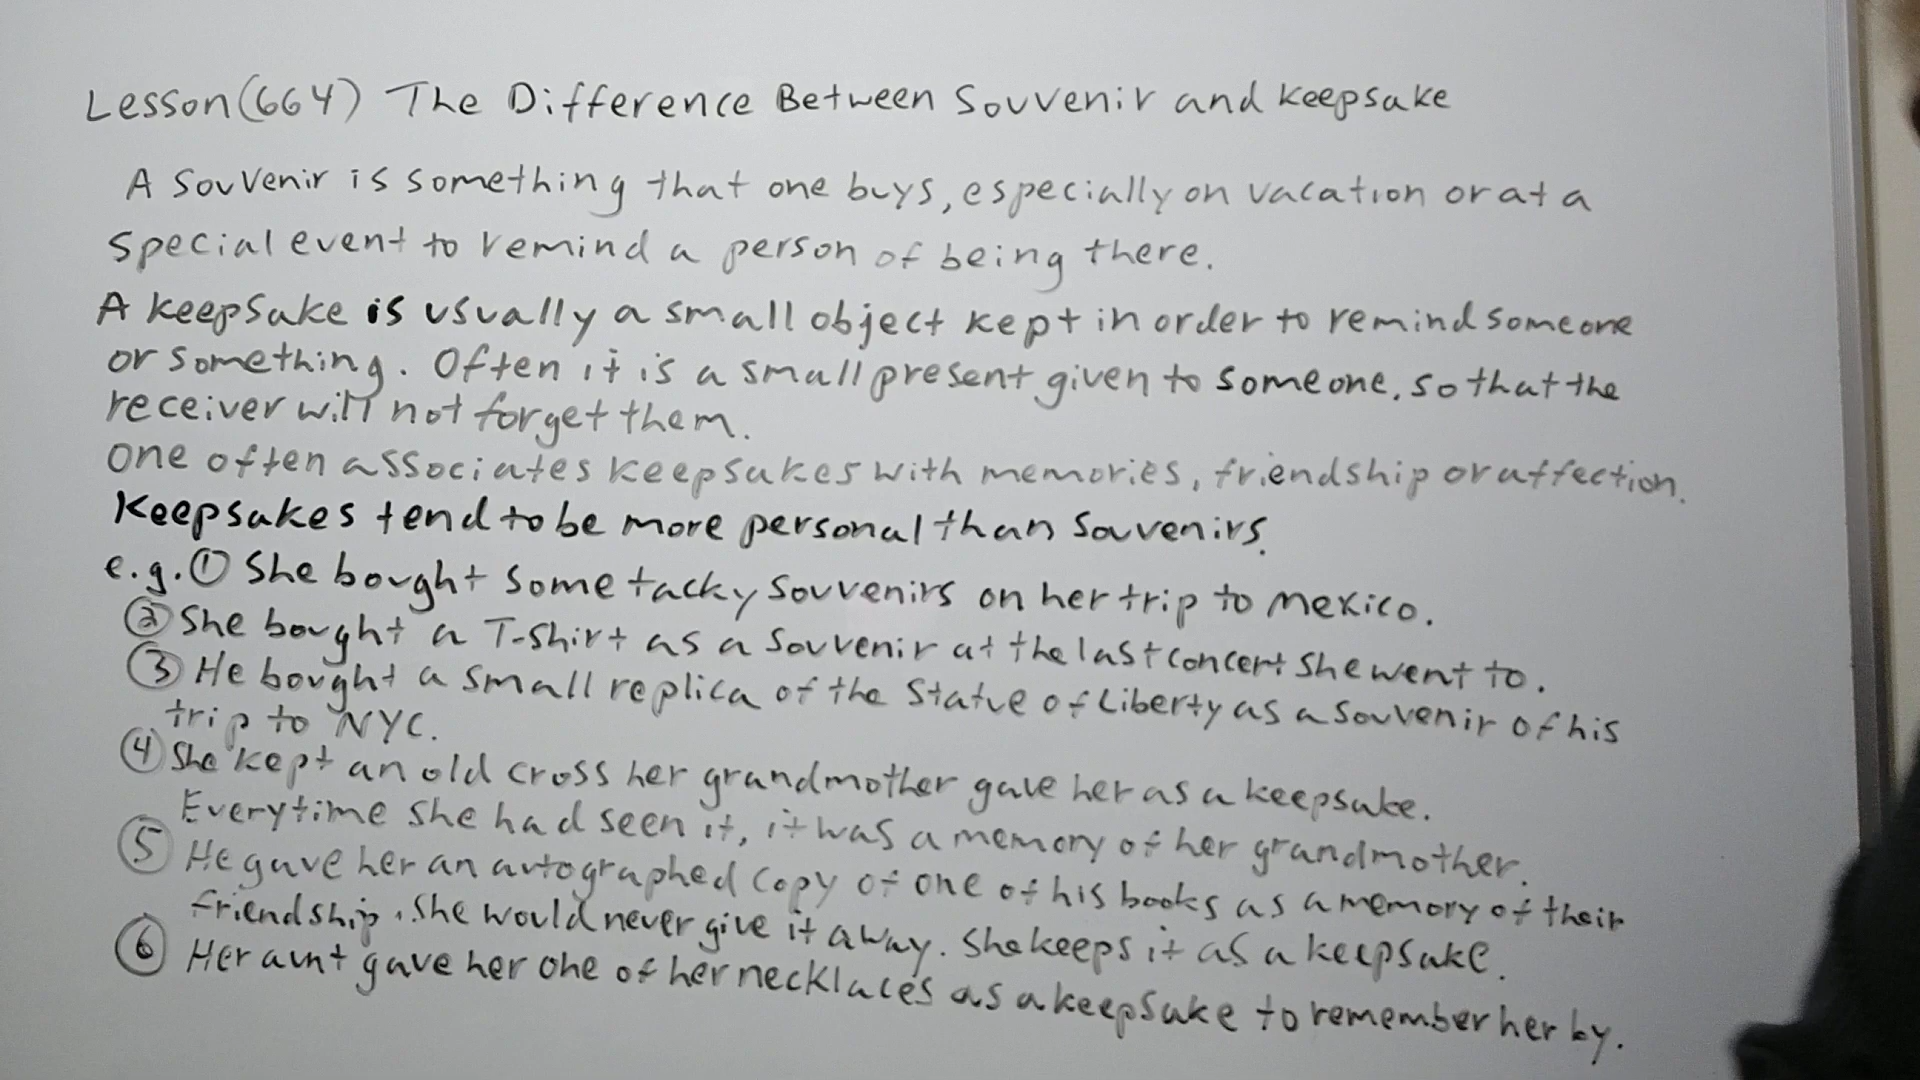 Lesson(664) The Difference Between Souvenir and keepsake
A Souvenir is something that one buys, especially on vacation or at a
special event to remind a person of being there.
A keepsake is usually a small object kept in order to remind someone
or something. Often it is a small present given to someone, so that the
receiver will not forget them.
One often associates keepsakes with memories, friendship or affection.
Keepsakes tend to be more personal than Souvenirs.
e.g. ① She bought some tacky souvenirs on her trip to Mexico.
② She bought a T-Shirt as a Souvenir at the last concert she went to.
③ He bought a small replica of the Statue of Liberty as a Souvenir of his
trip to NYC.
④ She kept an old cross her grandmother gave her as a keepsake.
Everytime she had seen it, it was a memory of her grandmother.
⑤ He gave her an autographed copy of one of his books as a memory of their
friendship. She would never give it away. She keeps it as a keepsake.
⑥ Her aunt gave her one of her necklaces as a keepsake to remember her by.